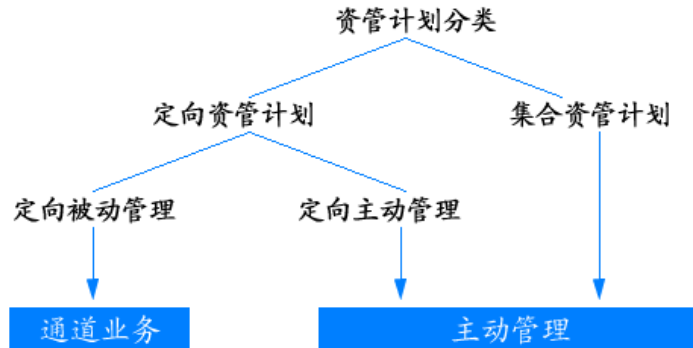 资管计划分类
定向资管计划
集合资管计划
定向被动管理
定向主动管理
通道业务
主动管理